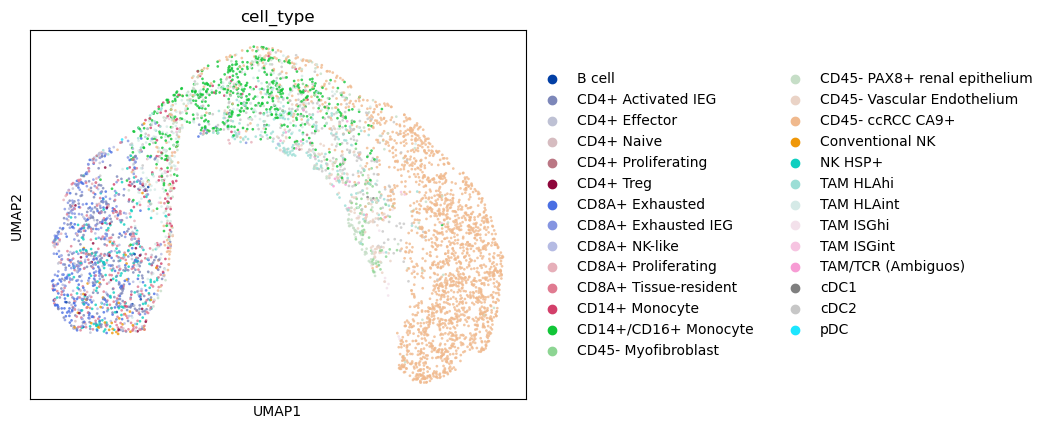 cell_type
UMAP2
UMAP1
B cell
CD4+ Activated IEG
CD4+ Effector
CD4+ Naive
CD4+ Proliferating
CD4+ Treg
CD8A+ Exhausted
CD8A+ Exhausted IEG
CD8A+ NK-like
CD8A+ Proliferating
CD8A+ Tissue-resident
CD14+ Monocyte
CD14+/CD16+ Monocyte
CD45- Myofibroblast
CD45- PAX8+ renal epithelium
CD45- Vascular Endothelium
CD45- ccRCC CA9+
Conventional NK
NK HSP+
TAM HLAhi
TAM HLAint
TAM ISGhi
TAM ISGint
TAM/TCR (Ambiguos)
cDC1
cDC2
pDC